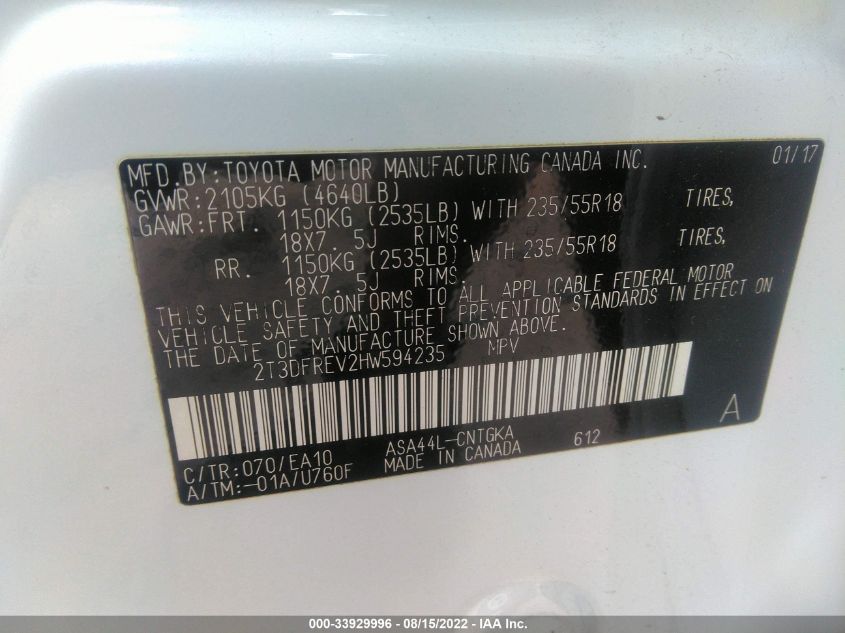 MFD.BY:TOYOTA MOTOR MANUFACTURING CANADA INC. 01/17
GVWR:2105KG (4640LB)
GAWR:FRT. 1150KG (2535LB) WITH 235/55R18 TIRES,
18X7.5J RIMS.
RR. 1150KG (2535LB) WITH 235/55R18 TIRES,
18X7.5J RIMS.
THIS VEHICLE CONFORMS TO ALL APPLICABLE FEDERAL MOTOR
VEHICLE SAFETY AND THEFT PREVENTION STANDARDS IN EFFECT ON
THE DATE OF MANUFACTURE SHOWN ABOVE.
2T3DFREV2HW594235 MPV
A
C/TR:070/EA10 ASA44L-CNTGKA 612
A/TM:-01A/U760F MADE IN CANADA
000-33929996 - 08/15/2022 - IAA Inc.